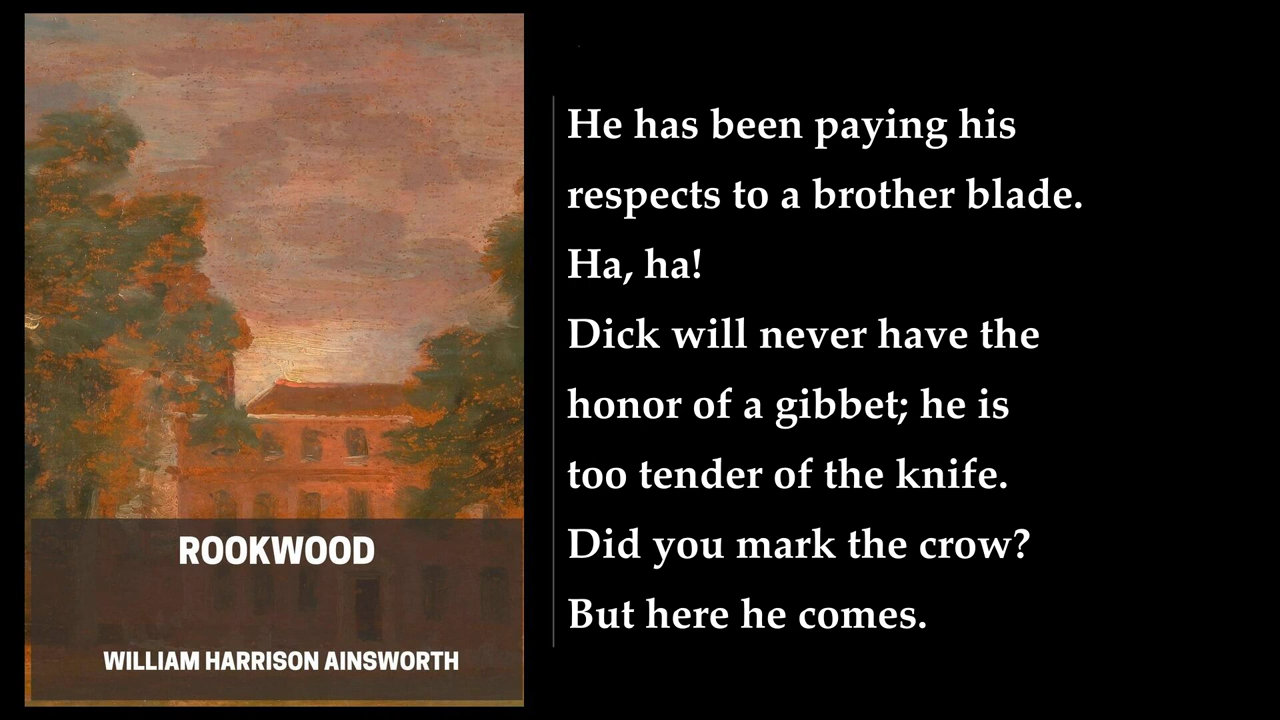 ROOKWOOD
WILLIAM HARRISON AINSWORTH
He has been paying his
respects to a brother blade.
Ha, ha!
Dick will never have the
honor of a gibbet; he is
too tender of the knife.
Did you mark the crow?
But here he comes.